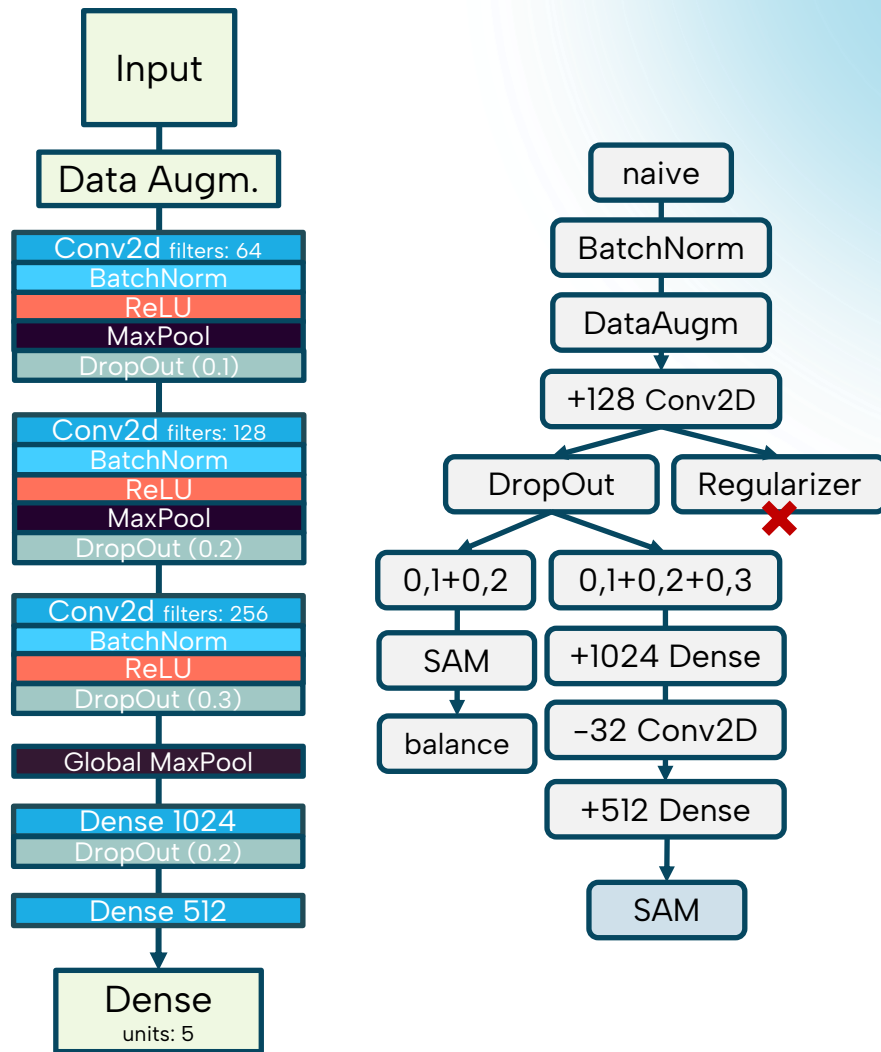 Input
Data Augm.
Conv2d filters: 64
BatchNorm
ReLU
MaxPool
DropOut (0.1)
Conv2d filters: 128
BatchNorm
ReLU
MaxPool
DropOut (0.2)
Conv2d filters: 256
BatchNorm
ReLU
DropOut (0.3)
Global MaxPool
Dense 1024
DropOut (0.2)
Dense 512
Dense
units: 5
naive
BatchNorm
DataAugm
+128 Conv2D
DropOut
Regularizer
0,1+0,2
0,1+0,2+0,3
SAM
+1024 Dense
balance
-32 Conv2D
+512 Dense
SAM